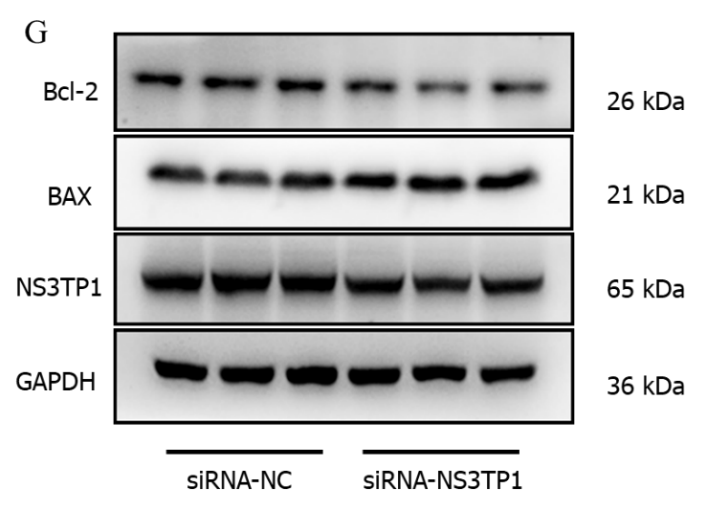 G
Bcl-2 26 kDa
BAX 21 kDa
NS3TP1 65 kDa
GAPDH 36 kDa
siRNA-NC siRNA-NS3TP1